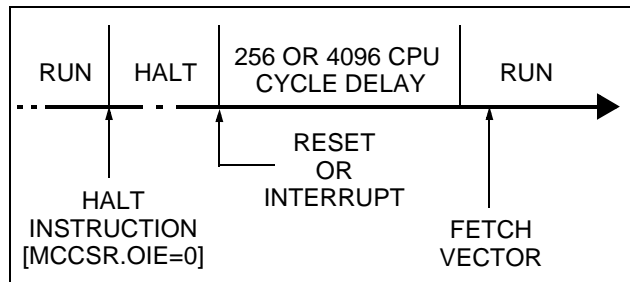 RUN
HALT
256 OR 4096 CPU
CYCLE DELAY
RUN
HALT
INSTRUCTION
[MCCSR.OIE=0]
RESET
OR
INTERRUPT
FETCH
VECTOR